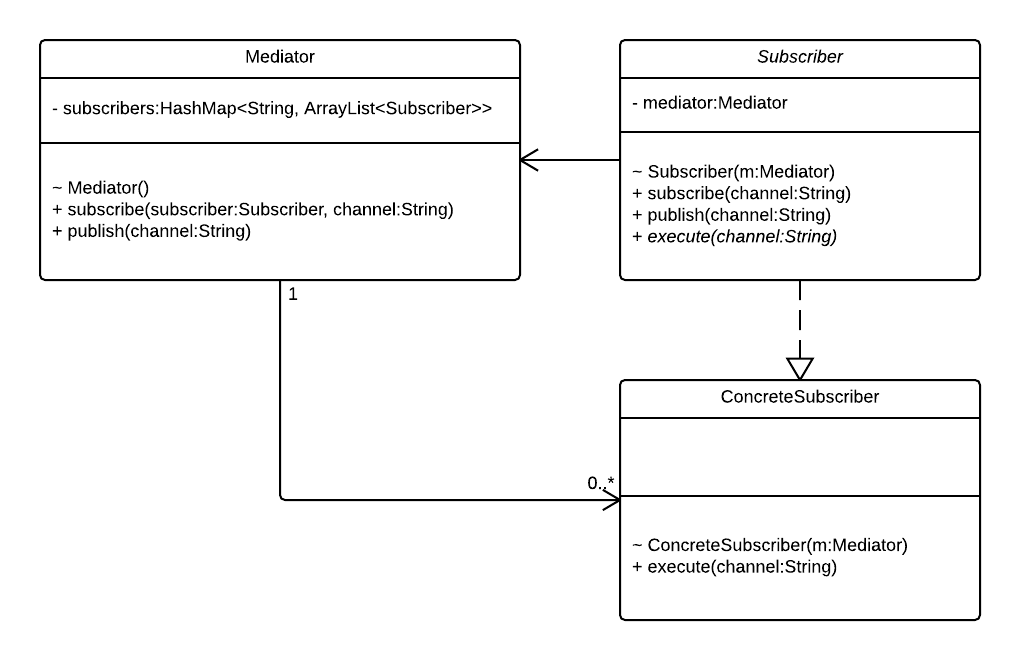 Mediator
- subscribers:HashMap<String, ArrayList<Subscriber>>
~ Mediator()
+ subscribe(subscriber:Subscriber, channel:String)
+ publish(channel:String)
Subscriber
- mediator:Mediator
~ Subscriber(m:Mediator)
+ subscribe(channel:String)
+ publish(channel:String)
+ execute(channel:String)
1
0..*
ConcreteSubscriber
~ ConcreteSubscriber(m:Mediator)
+ execute(channel:String)